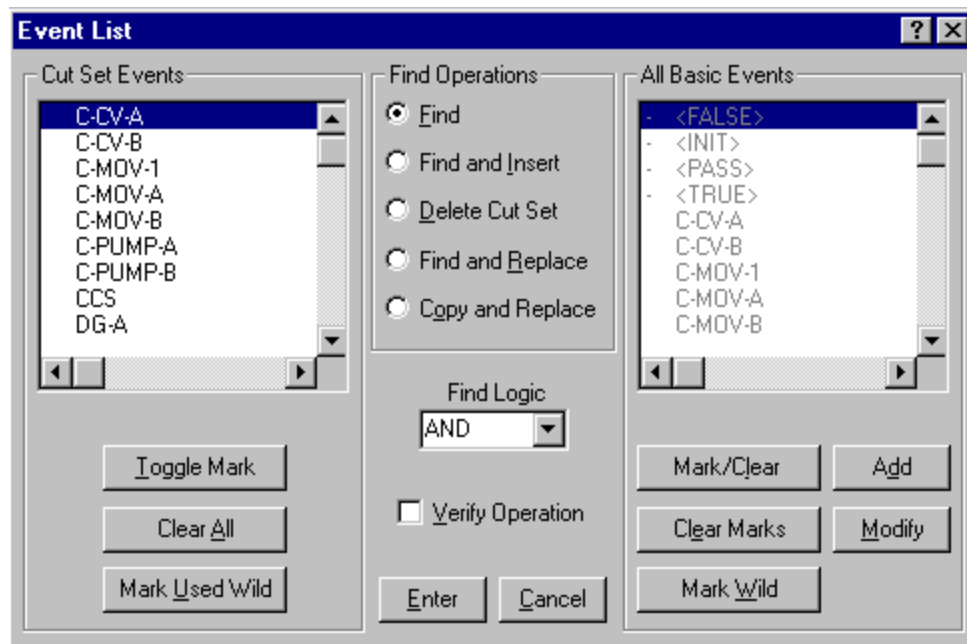 Event List
Cut Set Events
C-CV-A
C-CV-B
C-MOV-1
C-MOV-A
C-MOV-B
C-PUMP-A
C-PUMP-B
CCS
DG-A
Toggle Mark
Clear All
Mark Used Wild
Find Operations
Find
Find and Insert
Delete Cut Set
Find and Replace
Copy and Replace
Find Logic
AND
Verify Operation
Enter
Cancel
All Basic Events
- <FALSE>
- <INIT>
- <PASS>
- <TRUE>
C-CV-A
C-CV-B
C-MOV-1
C-MOV-A
C-MOV-B
Mark/Clear
Add
Clear Marks
Modify
Mark Wild